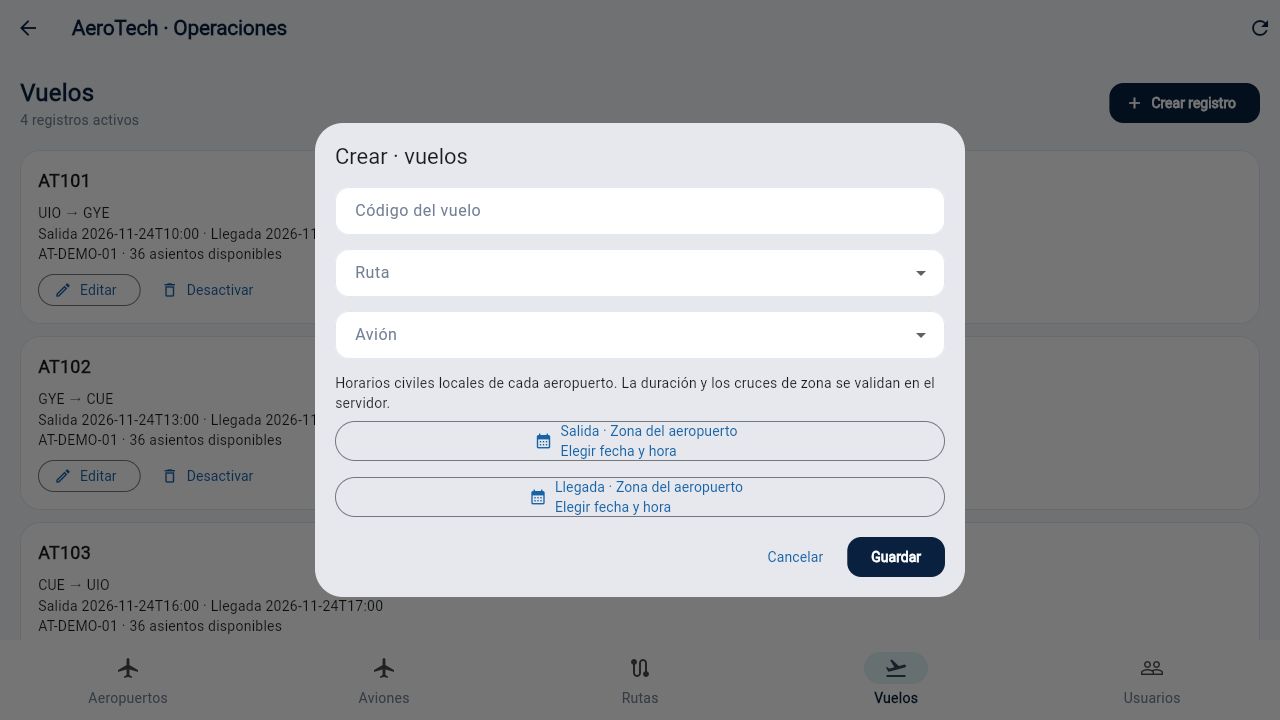 AeroTech · Operaciones
Vuelos
4 registros activos
Crear registro
AT101
UIO → GYE
Salida 2026-11-24T10:00 · Llegada 2026-11
AT-DEMO-01 · 36 asientos disponibles
Editar
Desactivar
AT102
GYE → CUE
Salida 2026-11-24T13:00 · Llegada 2026-11
AT-DEMO-01 · 36 asientos disponibles
Editar
Desactivar
AT103
CUE → UIO
Salida 2026-11-24T16:00 · Llegada 2026-11-24T17:00
AT-DEMO-01 · 36 asientos disponibles
Crear · vuelos
Código del vuelo
Ruta
Avión
Horarios civiles locales de cada aeropuerto. La duración y los cruces de zona se validan en el
servidor.
Salida · Zona del aeropuerto
Elegir fecha y hora
Llegada · Zona del aeropuerto
Elegir fecha y hora
Cancelar
Guardar
Aeropuertos
Aviones
Rutas
Vuelos
Usuarios